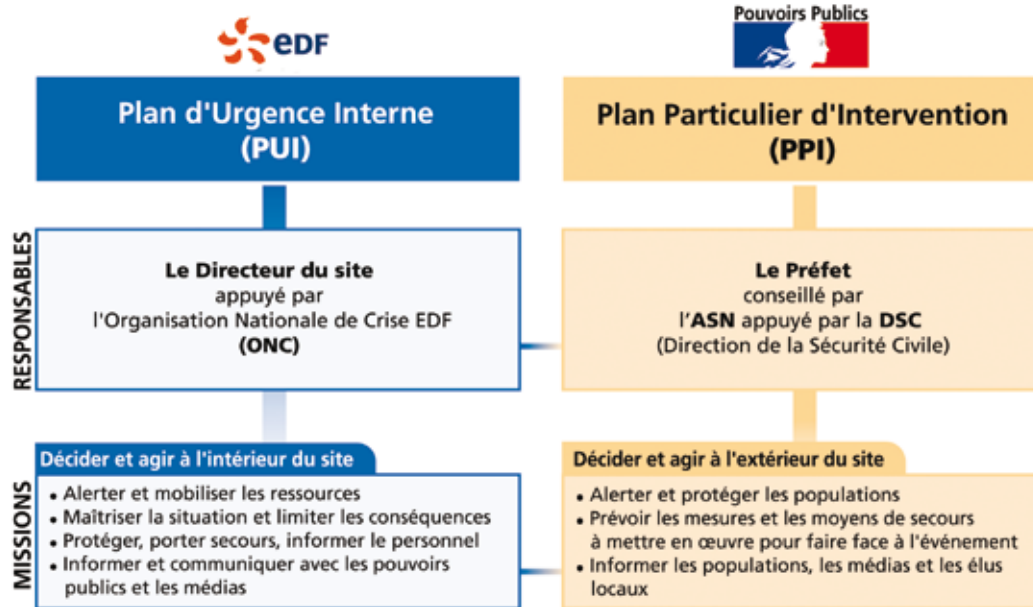 eDF
Plan d'Urgence Interne
(PUI)
Pouvoirs Publics
Plan Particulier d'Intervention
(PPI)
RESPONSABLES
Le Directeur du site
appuyé par
l'Organisation Nationale de Crise EDF
(ONC)
Le Préfet
conseillé par
l'ASN appuyé par la DSC
(Direction de la Sécurité Civile)
MISSIONS
Décider et agir à l'intérieur du site
• Alerter et mobiliser les ressources
• Maîtriser la situation et limiter les conséquences
• Protéger, porter secours, informer le personnel
• Informer et communiquer avec les pouvoirs
publics et les médias
Décider et agir à l'extérieur du site
• Alerter et protéger les populations
• Prévoir les mesures et les moyens de secours
à mettre en œuvre pour faire face à l'événement
• Informer les populations, les médias et les élus
locaux